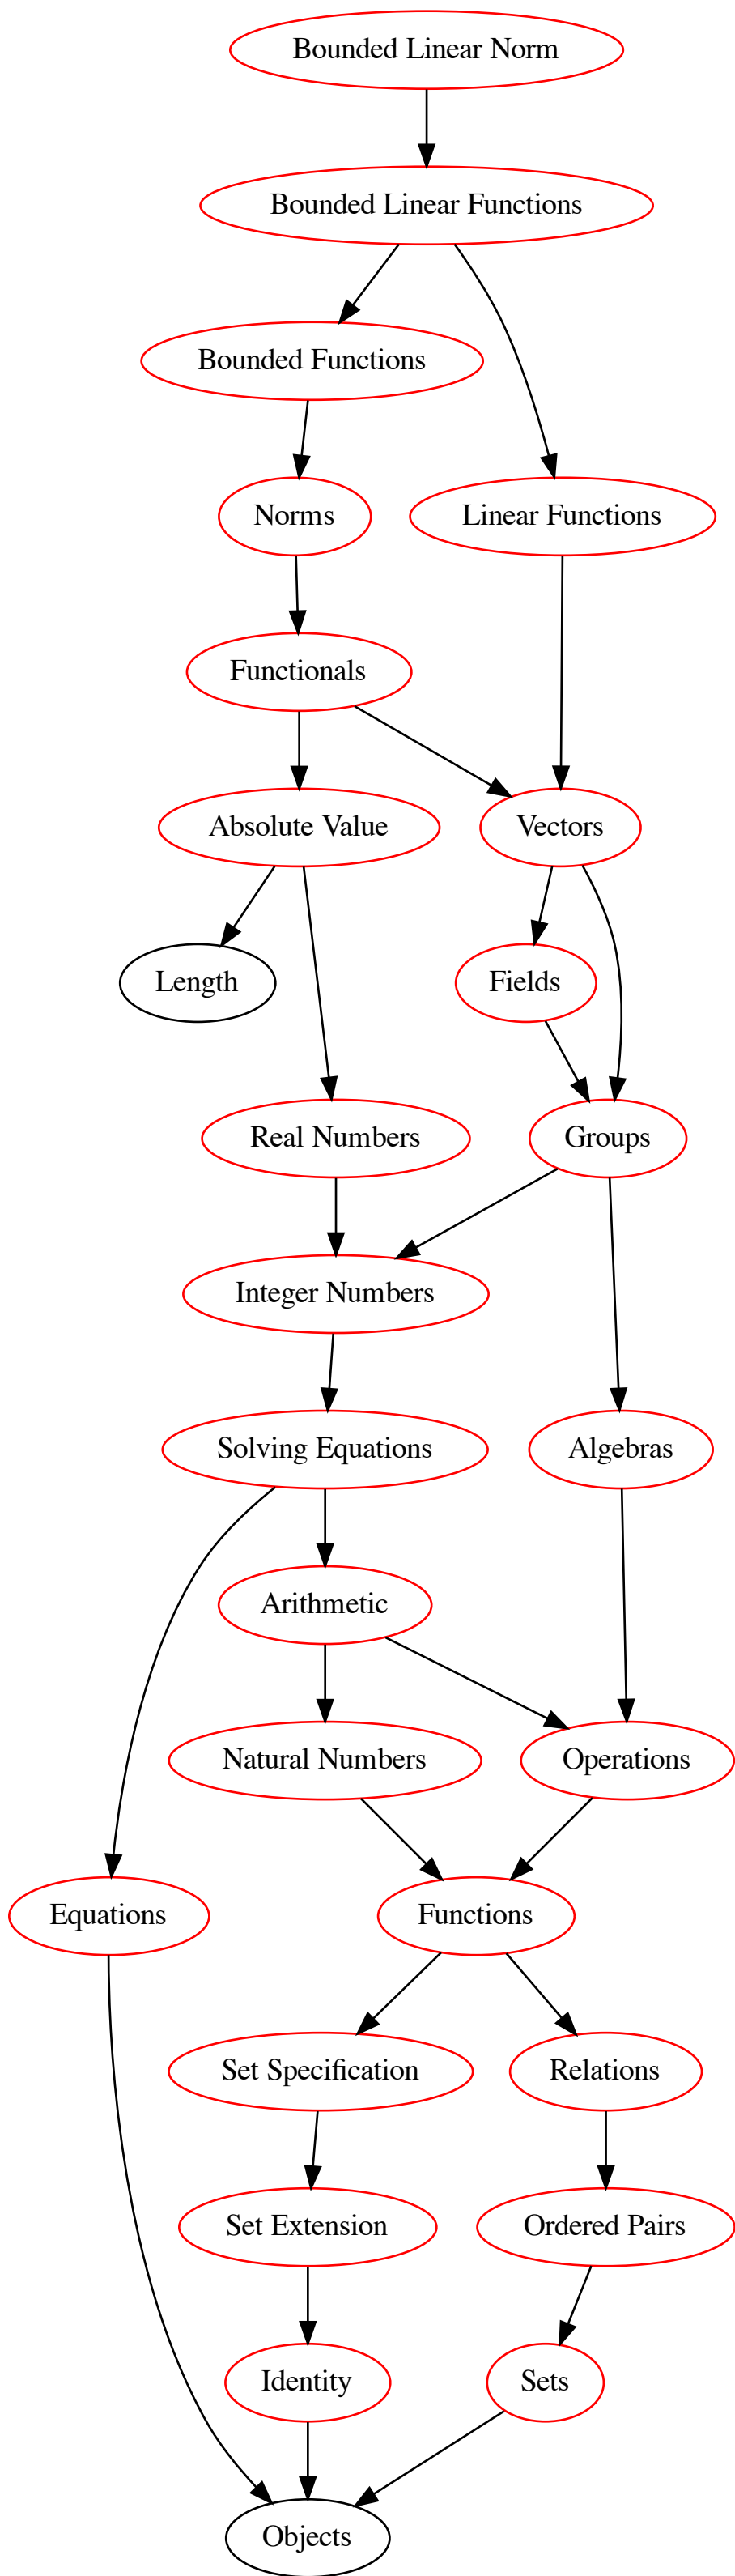 Bounded Linear Norm
Bounded Linear Functions
Bounded Functions
Norms
Linear Functions
Functionals
Absolute Value
Vectors
Length
Fields
Real Numbers
Groups
Integer Numbers
Solving Equations
Algebras
Arithmetic
Natural Numbers
Operations
Equations
Functions
Set Specification
Relations
Set Extension
Ordered Pairs
Identity
Sets
Objects